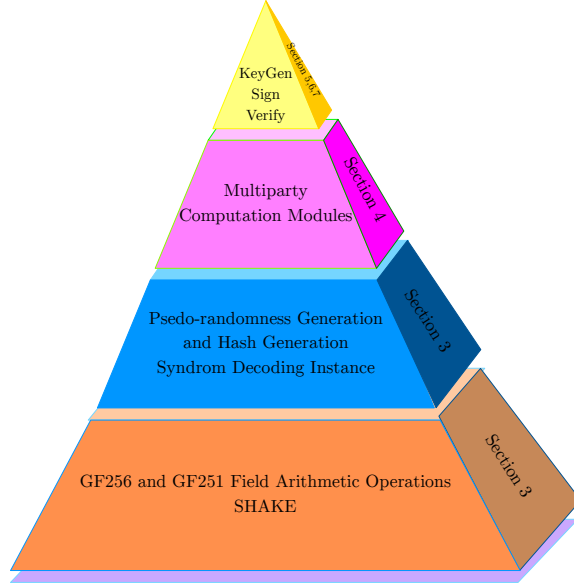 KeyGen
Sign
Verify
Section 5,6,7
Multiparty
Computation Modules
Section 4
Psedo-randomness Generation
and Hash Generation
Syndrom Decoding Instance
Section 3
GF256 and GF251 Field Arithmetic Operations
SHAKE
Section 3